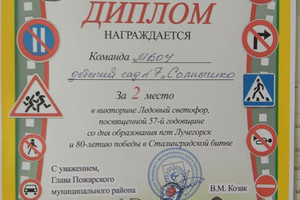 ДИПЛОМ
НАГРАЖДАЕТСЯ
Команда МБОУ
детский сад №7 „Солнышко
За 2 место
в викторине Ледовый светофор,
посвященной 57-й годовщине
со дня образования пгт Лучегорск
и 80-летию победы в Сталинградской битве
С уважением,
Глава Пожарского
муниципального района
В.М. Козак